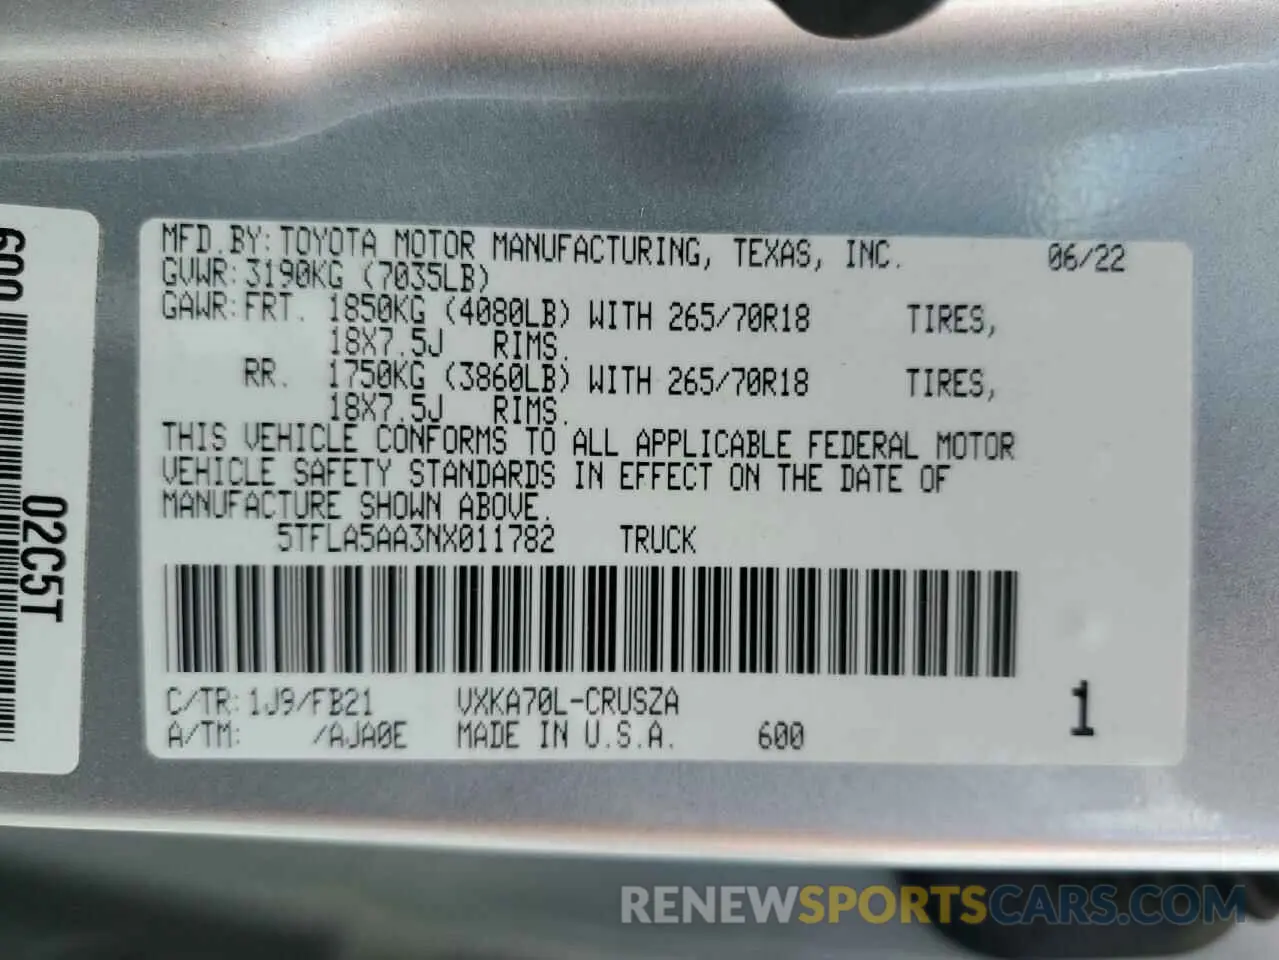 MFD.BY:TOYOTA MOTOR MANUFACTURING, TEXAS, INC. 06/22
GVWR:3190KG (7035LB)
GAWR:FRT. 1850KG (4080LB) WITH 265/70R18 TIRES,
18X7.5J RIMS.
RR. 1750KG (3860LB) WITH 265/70R18 TIRES,
18X7.5J RIMS.
THIS VEHICLE CONFORMS TO ALL APPLICABLE FEDERAL MOTOR
VEHICLE SAFETY STANDARDS IN EFFECT ON THE DATE OF
MANUFACTURE SHOWN ABOVE.
5TFLA5AA3NX011782 TRUCK
C/TR:1J9/FB21 VXKA70L-CRUSZA 1
A/TM: /AJA0E MADE IN U.S.A. 600
600
02C5T
RENEWSPORTSCARS.COM